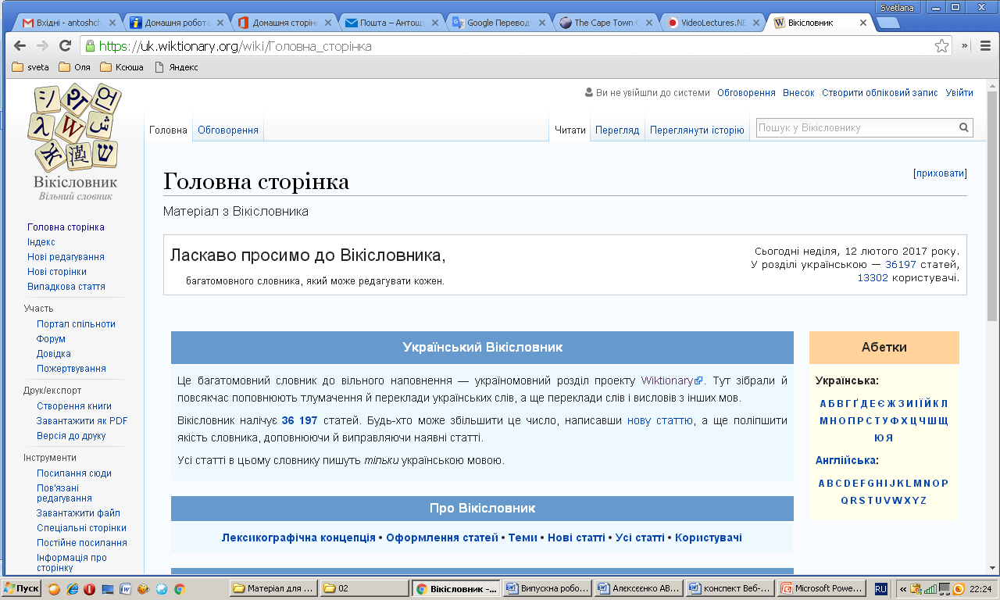 Svetlana
Вхідні - antoshch
Домашня робота
Домашня сторін
Пошта – Антощ
Google Перевод
The Cape Town
VideoLectures.NE
Вікісловник
https://uk.wiktionary.org/wiki/Головна_сторінка
sveta Оля Ксюша Яндекс
Ви не увійшли до системи Обговорення Внесок Створити обліковий запис Увійти
Головна Обговорення Читати Перегляд Переглянути історію Пошук у Вікісловнику
Вікісловник
Вільний словник
Головна сторінка
Індекс
Нові редагування
Нові сторінки
Випадкова стаття
Участь
Портал спільноти
Форум
Довідка
Пожертвування
Друк/експорт
Створення книги
Завантажити як PDF
Версія до друку
Інструменти
Посилання сюди
Пов'язані
редагування
Завантажити файл
Спеціальні сторінки
Постійне посилання
Інформація про
сторінку
Головна сторінка
[приховати]
Матеріал з Вікісловника
Ласкаво просимо до Вікісловника,
багатомовного словника, який може редагувати кожен.
Сьогодні неділя, 12 лютого 2017 року.
У розділі українською — 36197 статей,
13302 користувачі.
Український Вікісловник
Це багатомовний словник до вільного наповнення — україномовний розділ проекту Wiktionary. Тут зібрали й
повсякчас поповнюють тлумачення й переклади українських слів, а ще переклади слів і висловів з інших мов.
Вікісловник налічує 36 197 статей. Будь-хто може збільшити це число, написавши нову статтю, а ще поліпшити
якість словника, доповнюючи й виправляючи наявні статті.
Усі статті в цьому словнику пишуть тільки українською мовою.
Абетки
Українська:
А Б В Г Ґ Д Е Є Ж З И І Ї Й К Л
М Н О П Р С Т У Ф Х Ц Ч Ш Щ
Ю Я
Англійська:
A B C D E F G H I J K L M N O P
Q R S T U V W X Y Z
Про Вікісловник
Лексикографічна концепція • Оформлення статей • Теми • Нові статті • Усі статті • Користувачі
Пуск
Матеріал для ...
02
Вікісловник -...
Випускна робо...
Алексєєнко АВ...
конспект Веб-...
Microsoft Powe...
RU
22:24